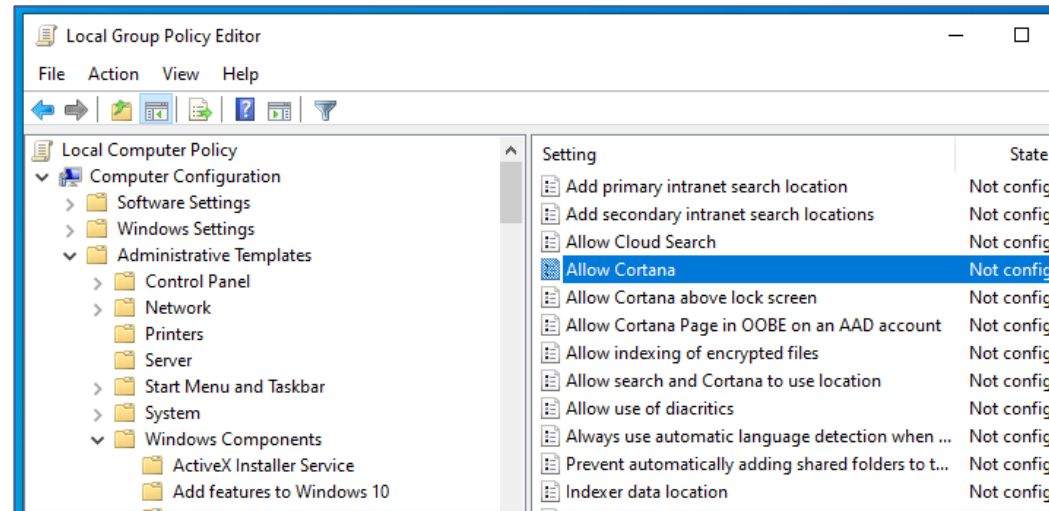 Local Group Policy Editor
File Action View Help
Local Computer Policy
Computer Configuration
Software Settings
Windows Settings
Administrative Templates
Control Panel
Network
Printers
Server
Start Menu and Taskbar
System
Windows Components
ActiveX Installer Service
Add features to Windows 10
Setting State
Add primary intranet search location Not config
Add secondary intranet search locations Not config
Allow Cloud Search Not config
Allow Cortana Not config
Allow Cortana above lock screen Not config
Allow Cortana Page in OOBE on an AAD account Not config
Allow indexing of encrypted files Not config
Allow search and Cortana to use location Not config
Allow use of diacritics Not config
Always use automatic language detection when ... Not config
Prevent automatically adding shared folders to t... Not config
Indexer data location Not config